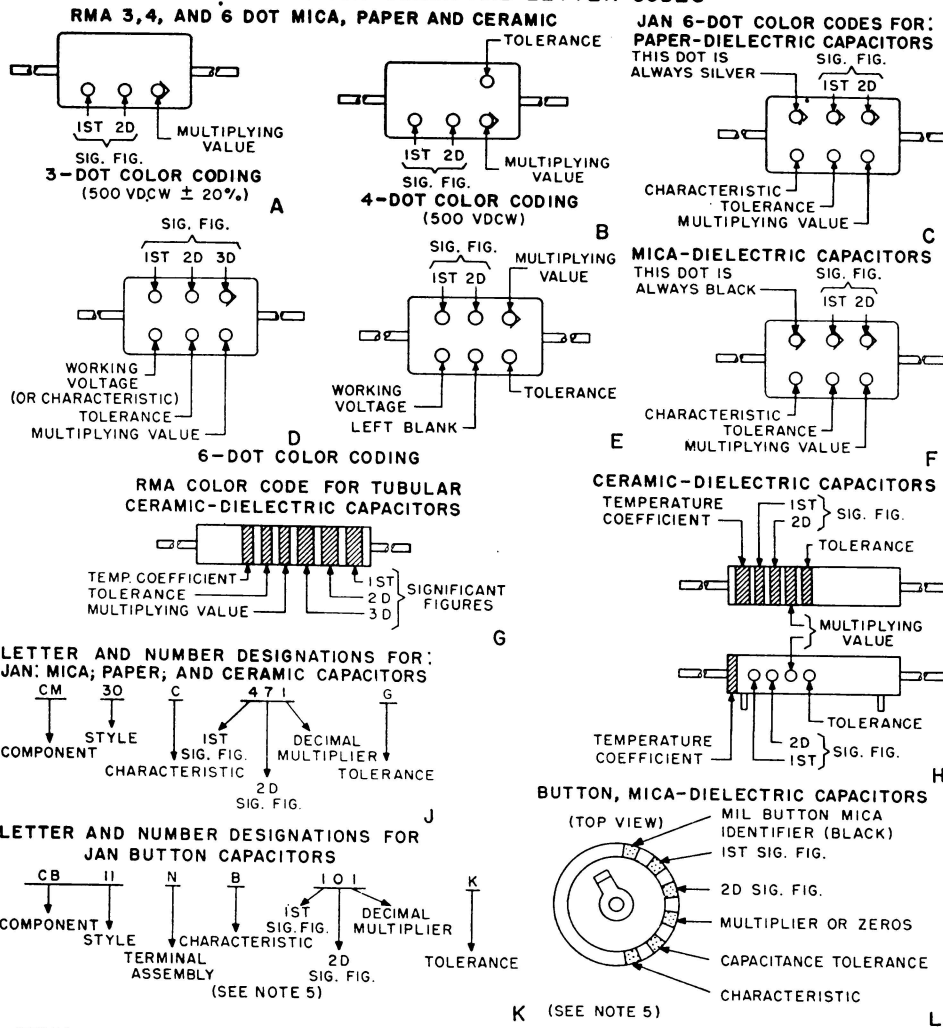 LETTER CODES
RMA 3,4, AND 6 DOT MICA, PAPER AND CERAMIC
1ST 2D
SIG. FIG.
MULTIPLYING
VALUE
3-DOT COLOR CODING
(500 VDCW ± 20%)
A
TOLERANCE
1ST 2D
SIG. FIG.
MULTIPLYING
VALUE
4-DOT COLOR CODING
(500 VDCW)
B
JAN 6-DOT COLOR CODES FOR:
PAPER-DIELECTRIC CAPACITORS
THIS DOT IS
ALWAYS SILVER
SIG. FIG.
1ST 2D
CHARACTERISTIC
TOLERANCE
MULTIPLYING VALUE
C
SIG. FIG.
1ST 2D 3D
WORKING
VOLTAGE
(OR CHARACTERISTIC)
TOLERANCE
MULTIPLYING VALUE
D
SIG. FIG.
1ST 2D
MULTIPLYING
VALUE
WORKING
VOLTAGE
LEFT BLANK
TOLERANCE
E
6-DOT COLOR CODING
MICA-DIELECTRIC CAPACITORS
THIS DOT IS
ALWAYS BLACK
SIG. FIG.
1ST 2D
CHARACTERISTIC
TOLERANCE
MULTIPLYING VALUE
F
RMA COLOR CODE FOR TUBULAR
CERAMIC-DIELECTRIC CAPACITORS
TEMP. COEFFICIENT
TOLERANCE
MULTIPLYING VALUE
1ST
2D
3D
SIGNIFICANT
FIGURES
G
CERAMIC-DIELECTRIC CAPACITORS
TEMPERATURE
COEFFICIENT
1ST
2D
SIG. FIG.
TOLERANCE
MULTIPLYING
VALUE
TOLERANCE
TEMPERATURE
COEFFICIENT
2D
1ST
SIG. FIG.
H
LETTER AND NUMBER DESIGNATIONS FOR:
JAN: MICA; PAPER; AND CERAMIC CAPACITORS
CM 30 C 471 G
COMPONENT
STYLE
CHARACTERISTIC
1ST
SIG. FIG.
2D
SIG. FIG.
DECIMAL
MULTIPLIER
TOLERANCE
J
LETTER AND NUMBER DESIGNATIONS FOR
JAN BUTTON CAPACITORS
CB 11 N B 101 K
COMPONENT
STYLE
TERMINAL
ASSEMBLY
CHARACTERISTIC
1ST
SIG. FIG.
2D
SIG. FIG.
DECIMAL
MULTIPLIER
TOLERANCE
(SEE NOTE 5)
K
BUTTON, MICA-DIELECTRIC CAPACITORS
(TOP VIEW)
MIL BUTTON MICA
IDENTIFIER (BLACK)
1ST SIG. FIG.
2D SIG. FIG.
MULTIPLIER OR ZEROS
CAPACITANCE TOLERANCE
CHARACTERISTIC
(SEE NOTE 5)
L